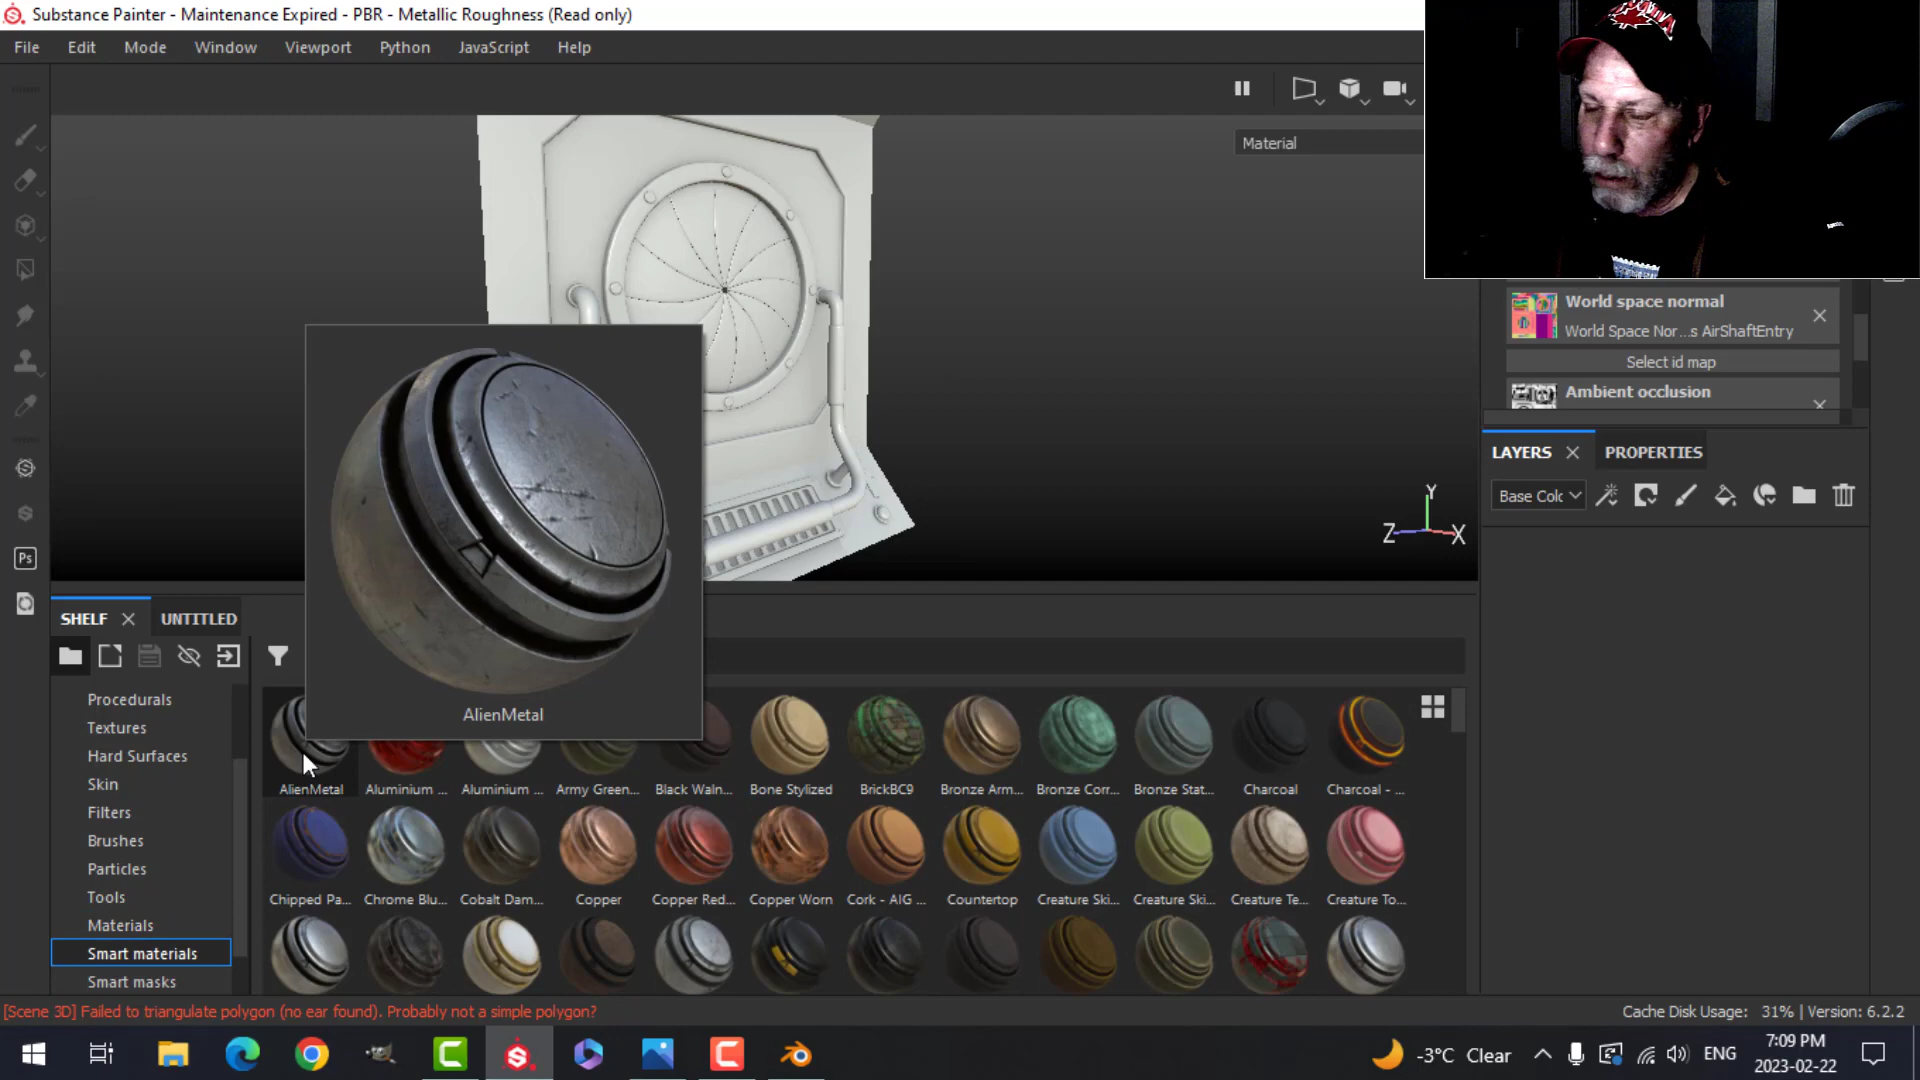 Substance Painter - Maintenance Expired - PBR - Metallic Roughness (Read only)
File Edit Mode Window Viewport Python JavaScript Help
Material
World space normal
World Space Nor...s AirShaftEntry
Select id map
Ambient occlusion
LAYERS PROPERTIES
Base Colc
Y
Z X
SHELF UNTITLED
AlienMetal
Procedurals
Textures
Hard Surfaces
Skin
Filters
Brushes
Particles
Tools
Materials
Smart materials
Smart masks
AlienMetal Aluminium ... Aluminium ... Army Green... Black Waln... Bone Stylized BrickBC9 Bronze Arm... Bronze Corr... Bronze Stat... Charcoal Charcoal - ...
Chipped Pa... Chrome Blu... Cobalt Dam... Copper Copper Red... Copper Worn Cork - AIG ... Countertop Creature Ski... Creature Ski... Creature Te... Creature To...
[Scene 3D] Failed to triangulate polygon (no ear found). Probably not a simple polygon?
Cache Disk Usage: 31% | Version: 6.2.2
Ps
-3°C Clear
ENG
7:09 PM
2023-02-22